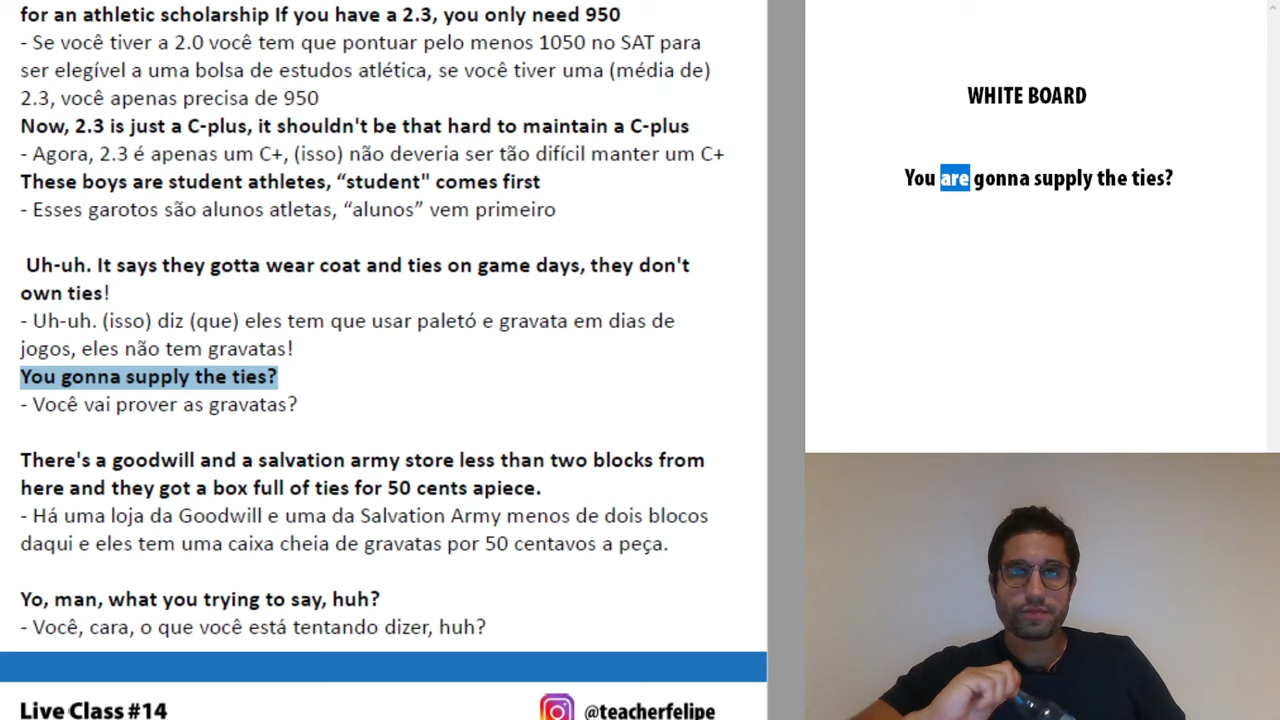 for an athletic scholarship If you have a 2.3, you only need 950
- Se você tiver a 2.0 você tem que pontuar pelo menos 1050 no SAT para
ser elegível a uma bolsa de estudos atlética, se você tiver uma (média de)
2.3, você apenas precisa de 950
Now, 2.3 is just a C-plus, it shouldn't be that hard to maintain a C-plus
- Agora, 2.3 é apenas um C+, (isso) não deveria ser tão difícil manter um C+
These boys are student athletes, “student" comes first
- Esses garotos são alunos atletas, “alunos” vem primeiro
Uh-uh. It says they gotta wear coat and ties on game days, they don't
own ties!
- Uh-uh. (isso) diz (que) eles tem que usar paletó e gravata em dias de
jogos, eles não tem gravatas!
You gonna supply the ties?
- Você vai prover as gravatas?
There's a goodwill and a salvation army store less than two blocks from
here and they got a box full of ties for 50 cents apiece.
- Há uma loja da Goodwill e uma da Salvation Army menos de dois blocos
daqui e eles tem uma caixa cheia de gravatas por 50 centavos a peça.
Yo, man, what you trying to say, huh?
- Você, cara, o que você está tentando dizer, huh?
Live Class #14
@teacherfelipe
WHITE BOARD
You are gonna supply the ties?